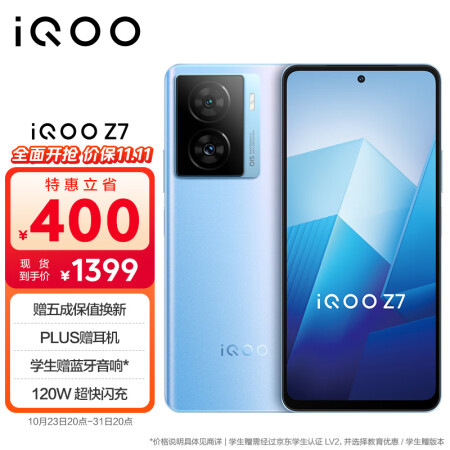 iQOO
iQOO Z7
全面开抢 价保11.11
特惠立省
¥400
现货
到手价 ¥1399
赠五成保值换新
PLUS赠耳机
学生赠蓝牙音响*
120W 超快闪充
10月23日20点-31日20点
OIS
iQOO
iQOO Z7
*价格说明具体见商详 | 学生赠需经过京东学生认证 LV2, 并选择教育优惠 / 学生赠版本